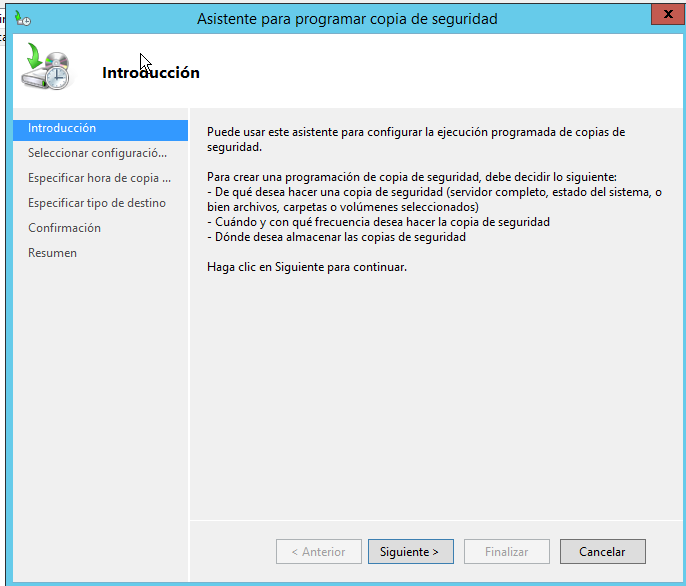 Asistente para programar copia de seguridad
x
Introducción
Introducción
Seleccionar configuració...
Especificar hora de copia ...
Especificar tipo de destino
Confirmación
Resumen
Puede usar este asistente para configurar la ejecución programada de copias de
seguridad.
Para crear una programación de copia de seguridad, debe decidir lo siguiente:
- De qué desea hacer una copia de seguridad (servidor completo, estado del sistema, o
bien archivos, carpetas o volúmenes seleccionados)
- Cuándo y con qué frecuencia desea hacer la copia de seguridad
- Dónde desea almacenar las copias de seguridad
Haga clic en Siguiente para continuar.
< Anterior
Siguiente >
Finalizar
Cancelar